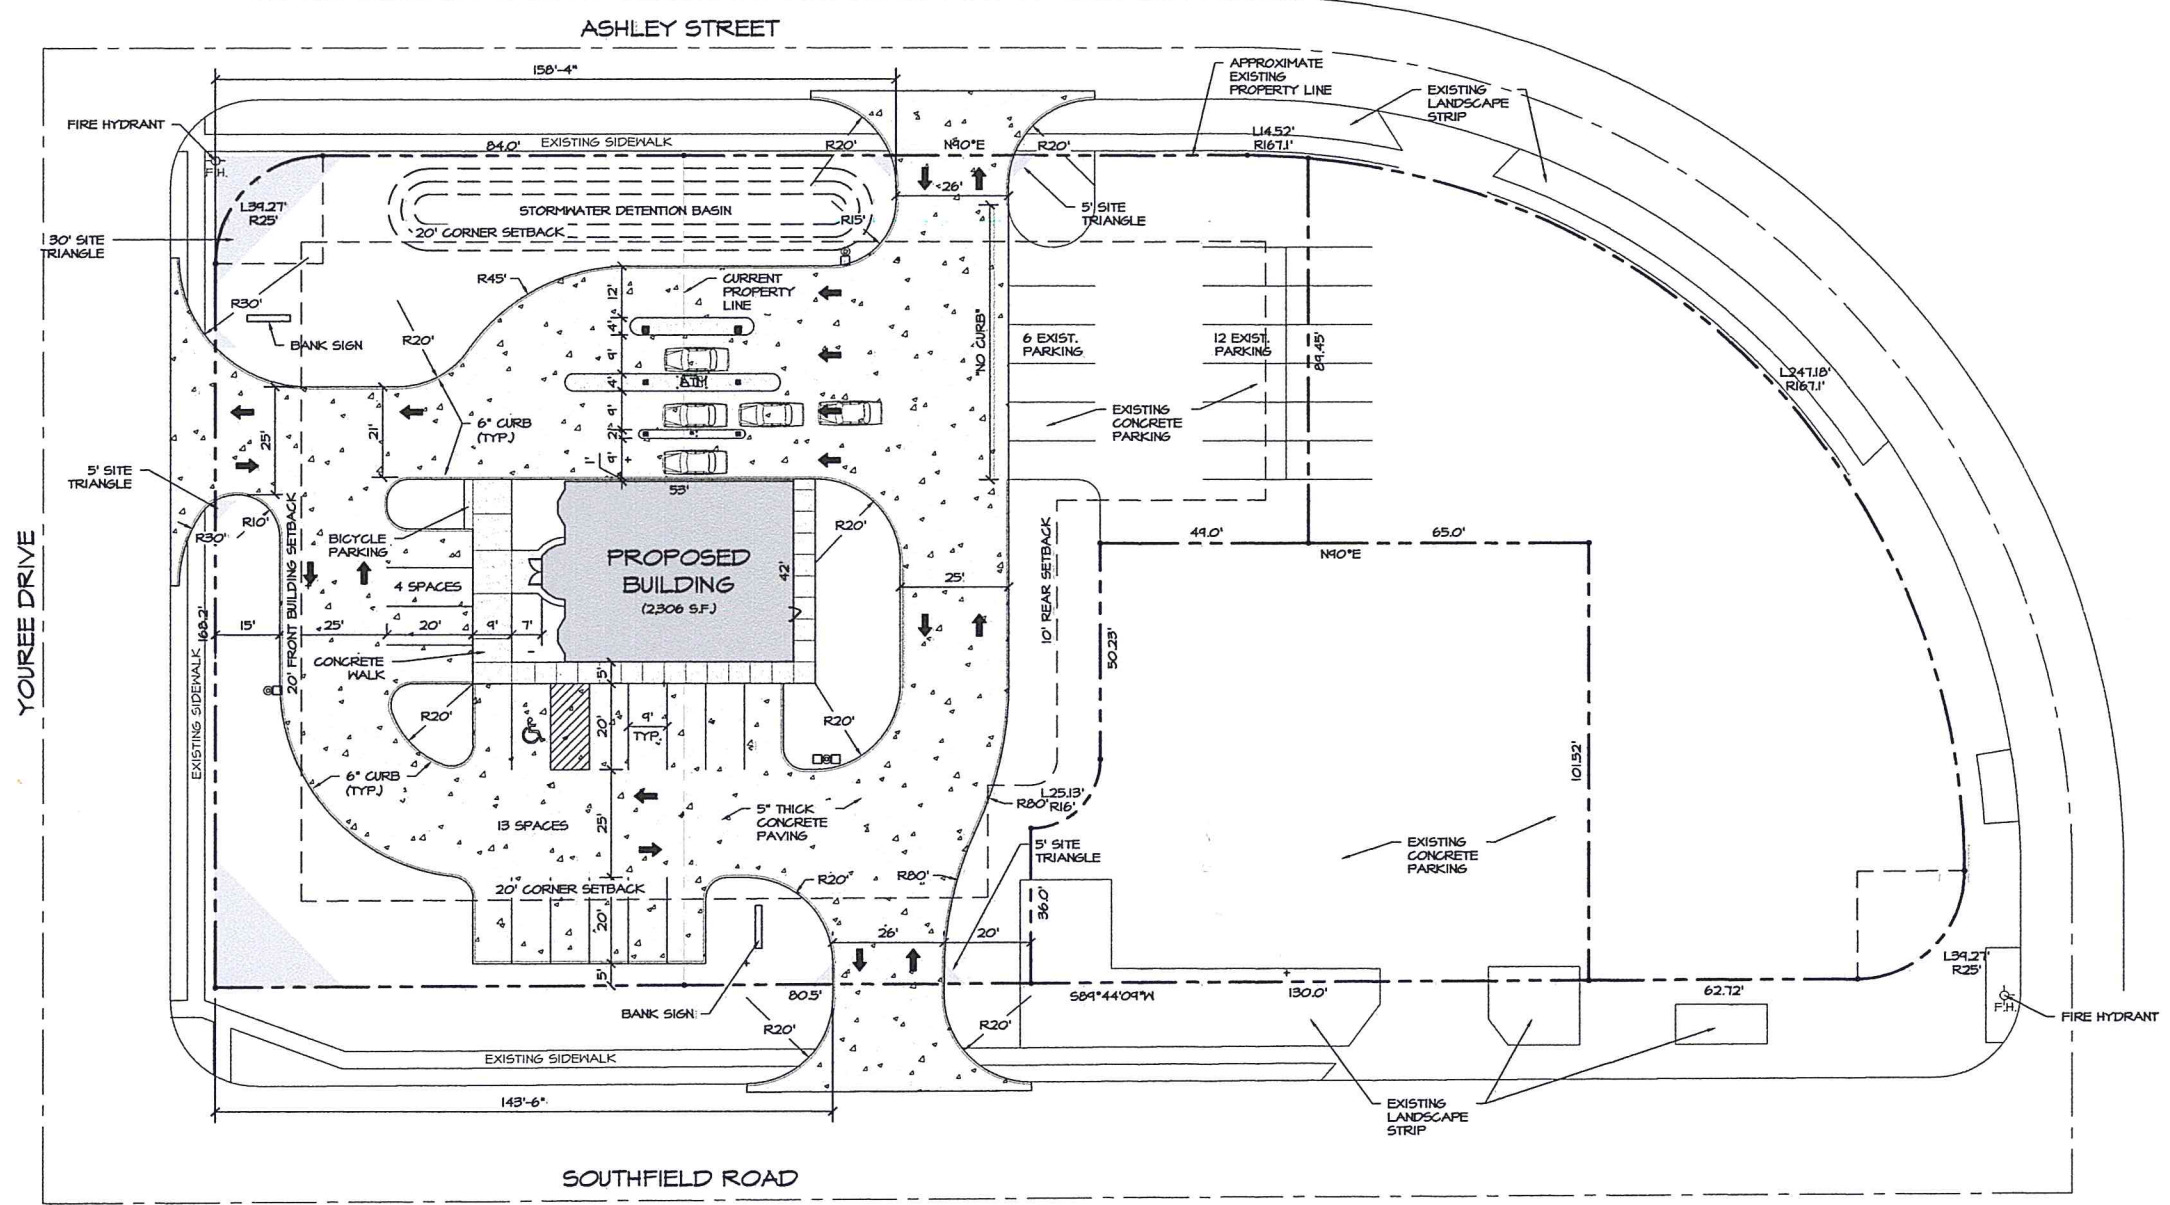 ASHLEY STREET
158'-4"
APPROXIMATE
EXISTING
PROPERTY LINE
EXISTING
LANDSCAPE
STRIP
FIRE HYDRANT
F.H.
84.0'
EXISTING SIDEWALK
R20'
N90°E
R20'
L14.52'
R167.1'
26'
L39.27'
R25'
STORMWATER DETENTION BASIN
20' CORNER SETBACK
R15'
5' SITE
TRIANGLE
30' SITE
TRIANGLE
R30'
R45'
CURRENT
PROPERTY
LINE
12'
4'
9'
4'
9'
2'
9'
1'
BANK SIGN
R20'
ATM
"NO CURB"
6 EXIST.
PARKING
12 EXIST.
PARKING
89.45'
L247.18'
R167.1'
6" CURB
(TYP.)
25'
21'
EXISTING
CONCRETE
PARKING
5' SITE
TRIANGLE
53'
R10'
R30'
20' FRONT BUILDING SETBACK
BICYCLE
PARKING
R20'
PROPOSED
BUILDING
(2,306 S.F.)
42'
10' REAR SETBACK
49.0'
65.0'
N90°E
YOUREE DRIVE
4 SPACES
25'
168.2'
15'
25'
20'
9'
7'
50.23'
CONCRETE
WALK
5'
EXISTING SIDEWALK
R20'
20'
9'
TYP.
R20'
101.52'
6" CURB
(TYP.)
13 SPACES
25'
5" THICK
CONCRETE
PAVING
R80'
L25.13'
R16'
EXISTING
CONCRETE
PARKING
5' SITE
TRIANGLE
20' CORNER SETBACK
R20'
R80'
36.0'
20'
26'
20'
5'
L39.27'
R25'
80.5'
S89°44'09"W
130.0'
62.72'
BANK SIGN
R20'
R20'
F.H.
FIRE HYDRANT
EXISTING SIDEWALK
143'-6"
EXISTING
LANDSCAPE
STRIP
SOUTHFIELD ROAD